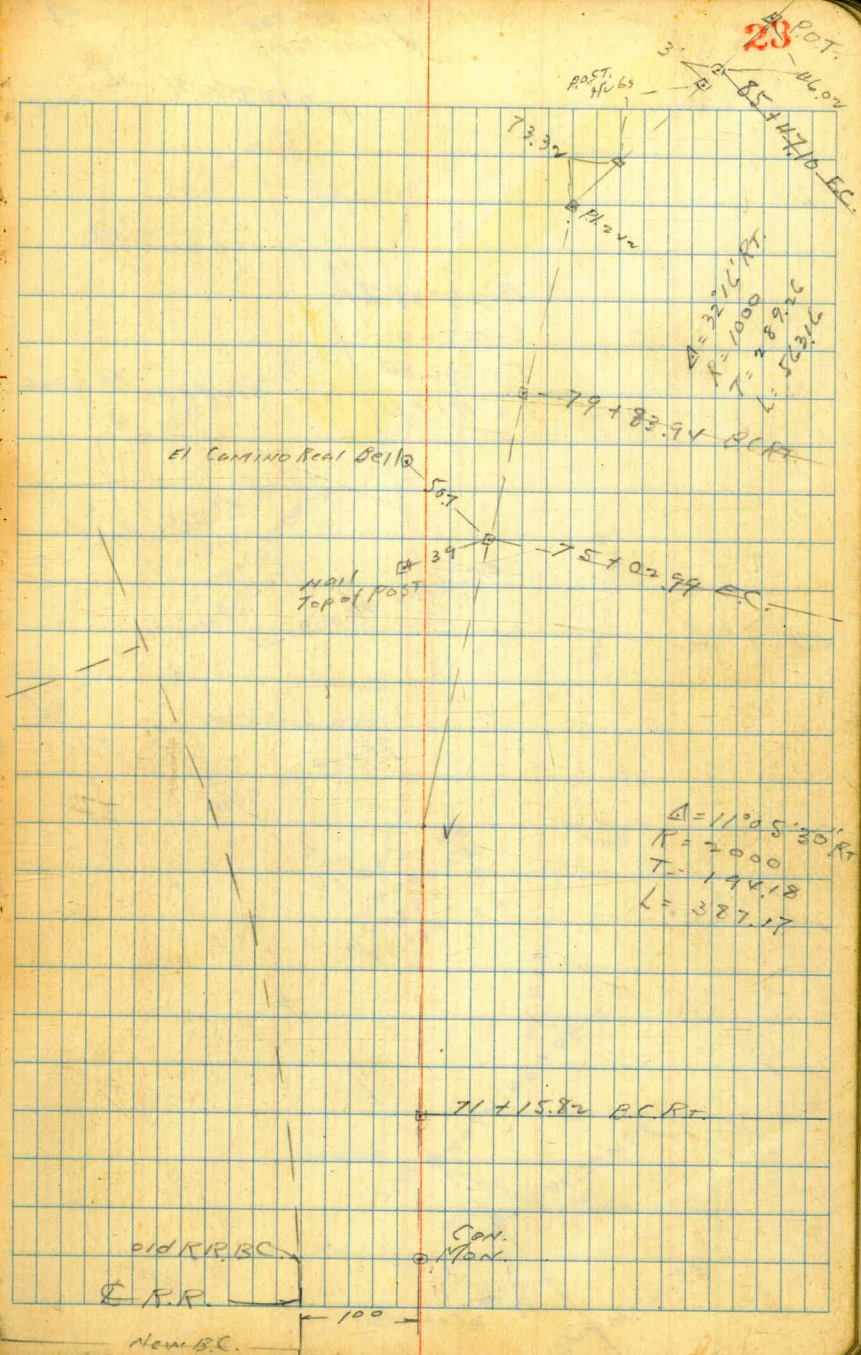 23
P.O.T.
3'
46.02
P.O.S.T.
Hubs
85+47.10 E.C.
73.32
Δ=32°16' RT.
R=1000
T=289.26
L=563.16
79+83.94 B.C.RT.
El Camino Real Bell
50.7
39
75+02.99 E.C.
Nail
Top of Post
Δ=11°05'30" RT
R=2000
T=194.18
L=387.17
71+15.82 B.C.RT.
Con.
Mon.
old R.R. B.C.
℄ R.R.
100
New B.C.